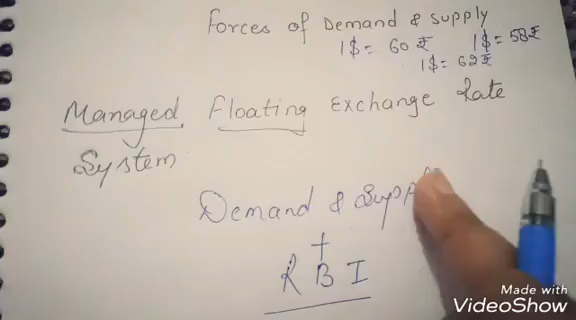 Forces of Demand & Supply
1$ = 60 ₹ 1$ = 58₹
1$ = 62₹
Managed Floating Exchange Rate
System
Demand & Supp
+
R B I
Made with
VideoShow